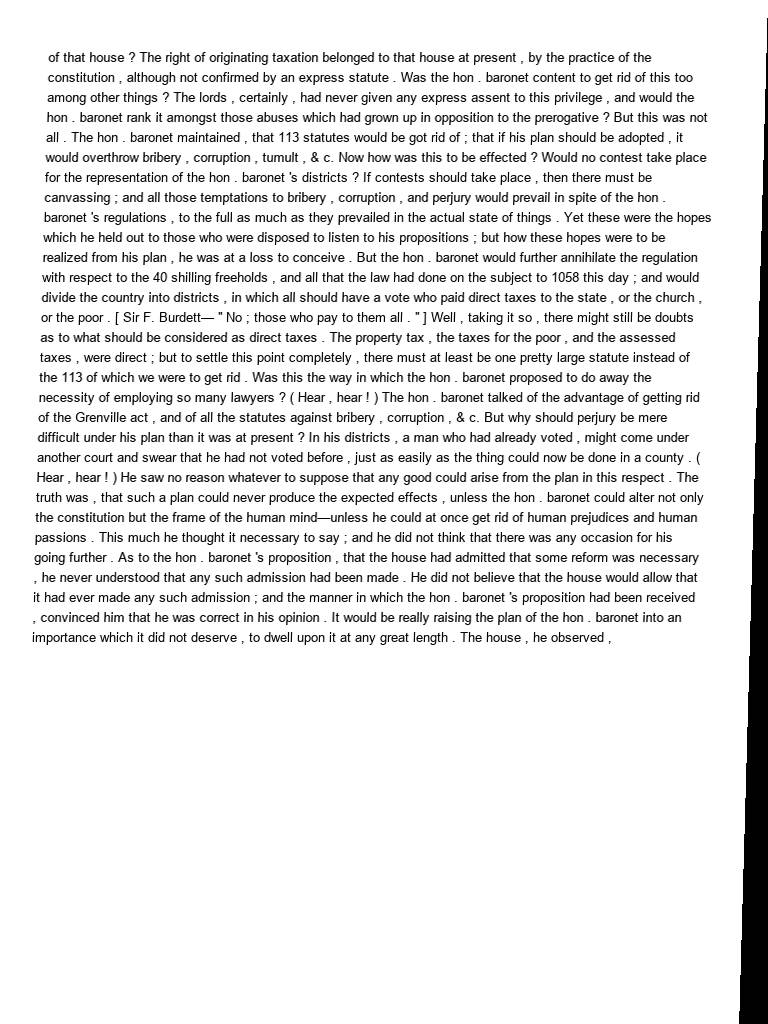 of that house ? The right of originating taxation belonged to that house at present , by the practice of the
constitution , although not confirmed by an express statute . Was the hon . baronet content to get rid of this too
among other things ? The lords , certainly , had never given any express assent to this privilege , and would the
hon . baronet rank it amongst those abuses which had grown up in opposition to the prerogative ? But this was not
all . The hon . baronet maintained , that 113 statutes would be got rid of ; that if his plan should be adopted , it
would overthrow bribery , corruption , tumult , & c. Now how was this to be effected ? Would no contest take place
for the representation of the hon . baronet 's districts ? If contests should take place , then there must be
canvassing ; and all those temptations to bribery , corruption , and perjury would prevail in spite of the hon .
baronet 's regulations , to the full as much as they prevailed in the actual state of things . Yet these were the hopes
which he held out to those who were disposed to listen to his propositions ; but how these hopes were to be
realized from his plan , he was at a loss to conceive . But the hon . baronet would further annihilate the regulation
with respect to the 40 shilling freeholds , and all that the law had done on the subject to 1058 this day ; and would
divide the country into districts , in which all should have a vote who paid direct taxes to the state , or the church ,
or the poor . [ Sir F. Burdett— " No ; those who pay to them all . " ] Well , taking it so , there might still be doubts
as to what should be considered as direct taxes . The property tax , the taxes for the poor , and the assessed
taxes , were direct ; but to settle this point completely , there must at least be one pretty large statute instead of
the 113 of which we were to get rid . Was this the way in which the hon . baronet proposed to do away the
necessity of employing so many lawyers ? ( Hear , hear ! ) The hon . baronet talked of the advantage of getting rid
of the Grenville act , and of all the statutes against bribery , corruption , & c. But why should perjury be mere
difficult under his plan than it was at present ? In his districts , a man who had already voted , might come under
another court and swear that he had not voted before , just as easily as the thing could now be done in a county . (
Hear , hear ! ) He saw no reason whatever to suppose that any good could arise from the plan in this respect . The
truth was , that such a plan could never produce the expected effects , unless the hon . baronet could alter not only
the constitution but the frame of the human mind—unless he could at once get rid of human prejudices and human
passions . This much he thought it necessary to say ; and he did not think that there was any occasion for his
going further . As to the hon . baronet 's proposition , that the house had admitted that some reform was necessary
, he never understood that any such admission had been made . He did not believe that the house would allow that
it had ever made any such admission ; and the manner in which the hon . baronet 's proposition had been received
, convinced him that he was correct in his opinion . It would be really raising the plan of the hon . baronet into an
importance which it did not deserve , to dwell upon it at any great length . The house , he observed ,